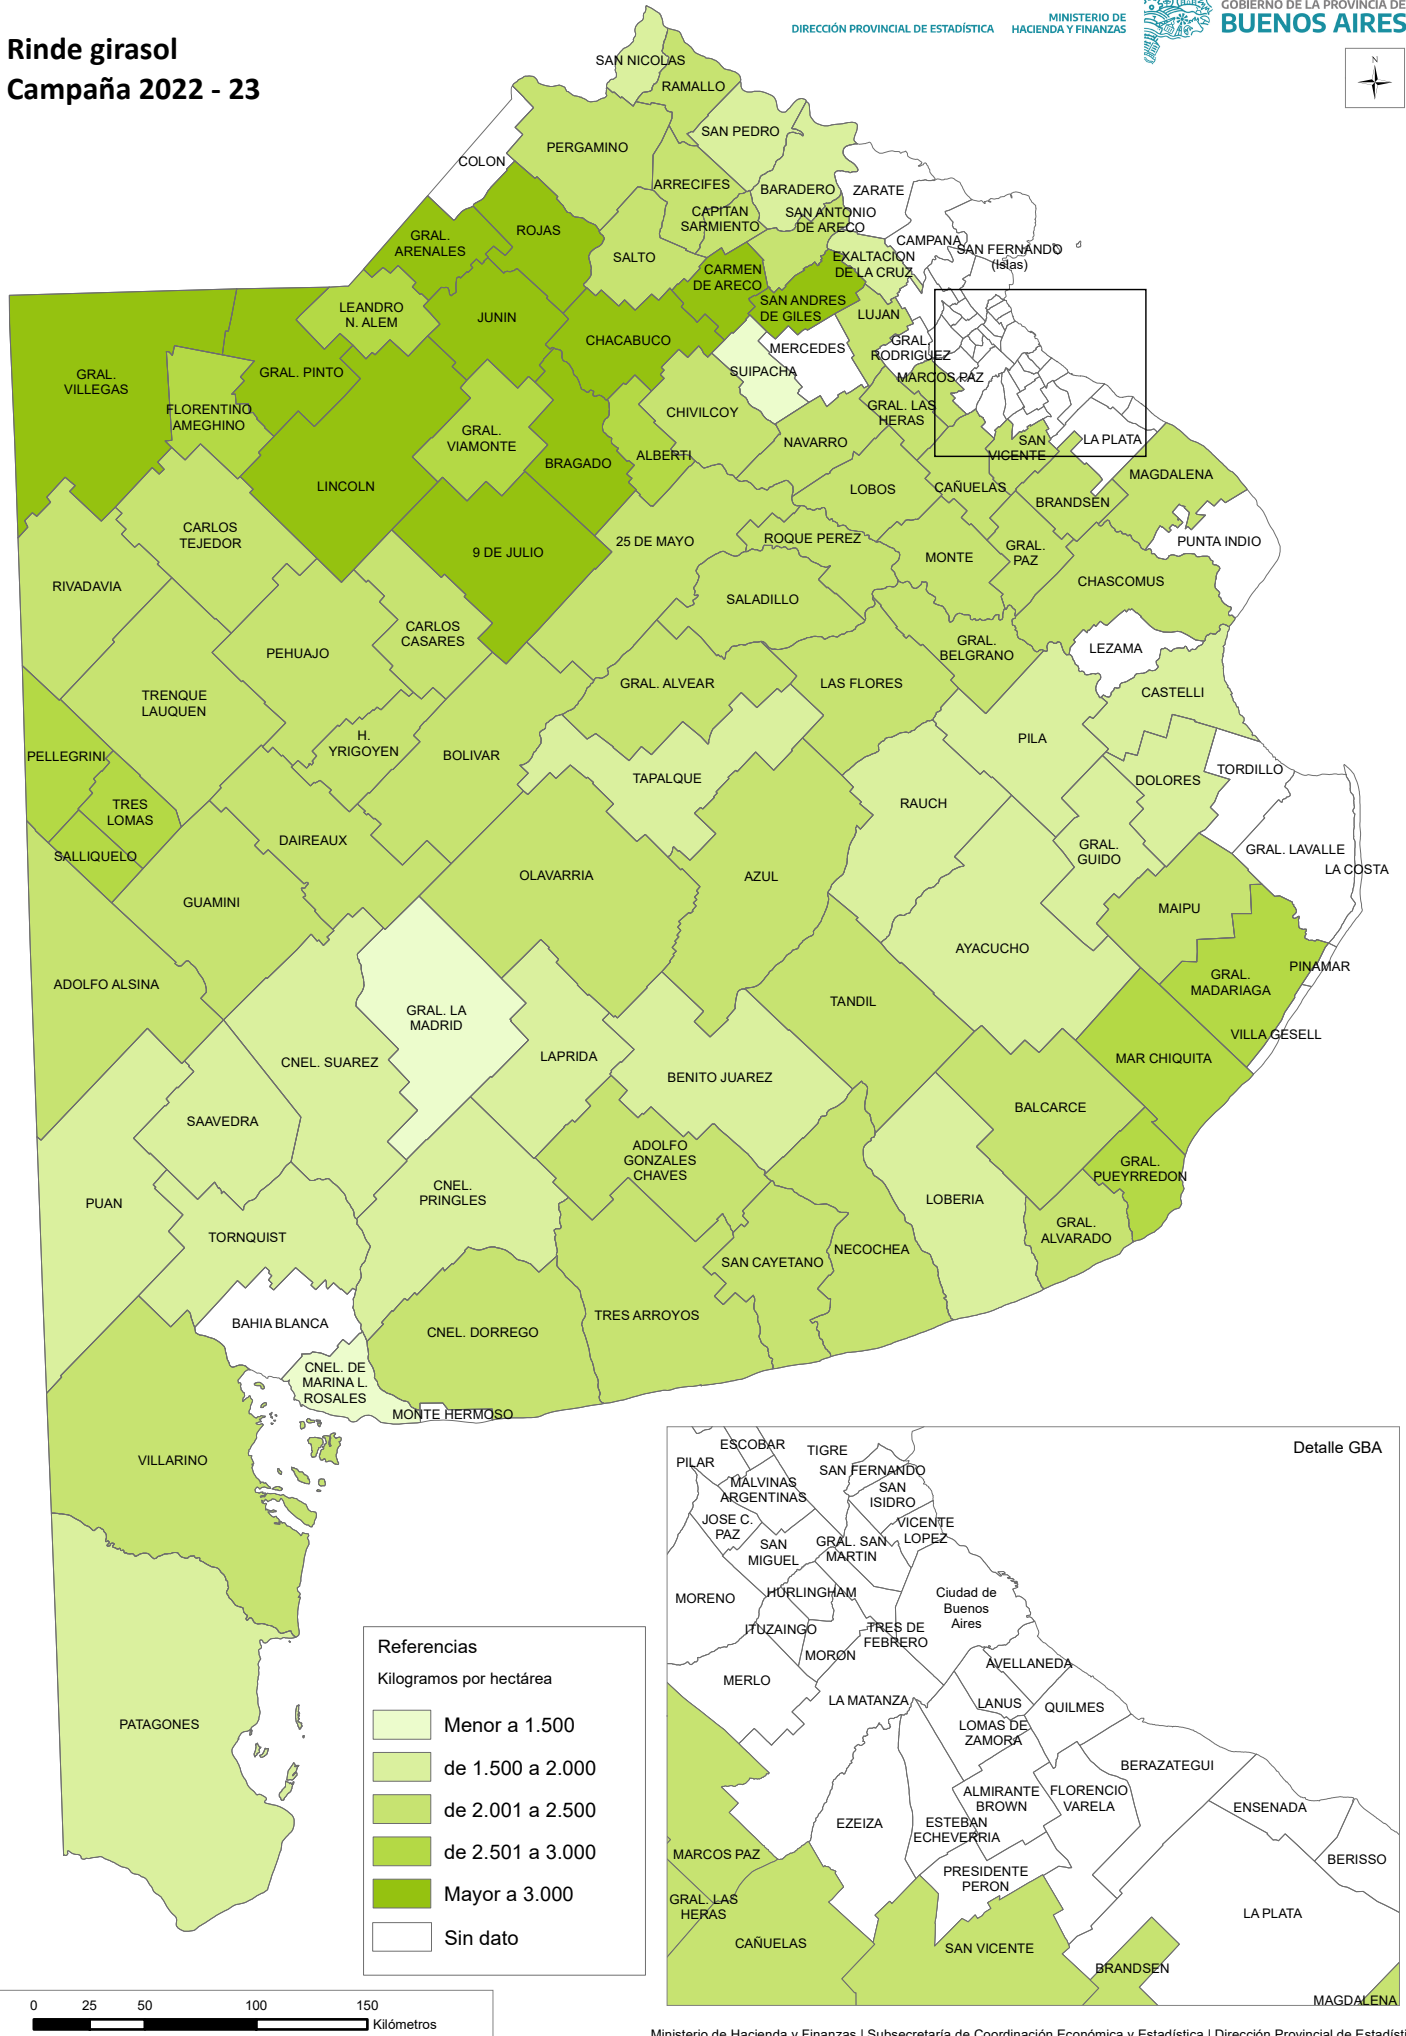 Rinde girasol
Campaña 2022 - 23
DIRECCIÓN PROVINCIAL DE ESTADÍSTICA
MINISTERIO DE
HACIENDA Y FINANZAS
GOBIERNO DE LA PROVINCIA DE
BUENOS AIRES
N
SAN NICOLAS
RAMALLO
SAN PEDRO
PERGAMINO
COLON
ARRECIFES
BARADERO
ZARATE
CAPITAN
SARMIENTO
SAN ANTONIO
DE ARECO
ROJAS
GRAL.
ARENALES
CAMPANA
SAN FERNANDO
(Islas)
SALTO
EXALTACION
DE LA CRUZ
CARMEN
DE ARECO
SAN ANDRES
DE GILES
LEANDRO
N. ALEM
JUNIN
LUJAN
CHACABUCO
MERCEDES
GRAL.
RODRIGUEZ
SUIPACHA
MARCOS PAZ
GRAL.
VILLEGAS
GRAL. PINTO
FLORENTINO
AMEGHINO
CHIVILCOY
GRAL. LAS
HERAS
GRAL.
VIAMONTE
NAVARRO
SAN
VICENTE
LA PLATA
ALBERTI
BRAGADO
LINCOLN
LOBOS
CAÑUELAS
MAGDALENA
BRANDSEN
CARLOS
TEJEDOR
9 DE JULIO
25 DE MAYO
ROQUE PEREZ
MONTE
GRAL.
PAZ
PUNTA INDIO
RIVADAVIA
CHASCOMUS
SALADILLO
CARLOS
CASARES
PEHUAJO
GRAL.
BELGRANO
LEZAMA
GRAL. ALVEAR
LAS FLORES
CASTELLI
TRENQUE
LAUQUEN
H.
YRIGOYEN
PILA
PELLEGRINI
BOLIVAR
TAPALQUE
DOLORES
TORDILLO
TRES
LOMAS
RAUCH
DAIREAUX
SALLIQUELO
GRAL.
GUIDO
GRAL. LAVALLE
LA COSTA
OLAVARRIA
AZUL
GUAMINI
MAIPU
AYACUCHO
PINAMAR
ADOLFO ALSINA
GRAL.
MADARIAGA
TANDIL
GRAL. LA
MADRID
VILLA GESELL
CNEL. SUAREZ
LAPRIDA
MAR CHIQUITA
BENITO JUAREZ
BALCARCE
SAAVEDRA
ADOLFO
GONZALES
CHAVES
GRAL.
PUEYRREDON
CNEL.
PRINGLES
PUAN
LOBERIA
GRAL.
ALVARADO
TORNQUIST
NECOCHEA
SAN CAYETANO
BAHIA BLANCA
TRES ARROYOS
CNEL. DORREGO
CNEL. DE
MARINA L.
ROSALES
MONTE HERMOSO
VILLARINO
PATAGONES
Detalle GBA
ESCOBAR
TIGRE
PILAR
SAN FERNANDO
MALVINAS
ARGENTINAS
SAN
ISIDRO
JOSE C.
PAZ
VICENTE
LOPEZ
SAN
MIGUEL
GRAL. SAN
MARTIN
MORENO
HURLINGHAM
Ciudad de
Buenos
Aires
ITUZAINGO
TRES DE
FEBRERO
MORON
AVELLANEDA
MERLO
LA MATANZA
LANUS
QUILMES
LOMAS DE
ZAMORA
BERAZATEGUI
ALMIRANTE
BROWN
FLORENCIO
VARELA
EZEIZA
ESTEBAN
ECHEVERRIA
ENSENADA
MARCOS PAZ
BERISSO
PRESIDENTE
PERON
GRAL. LAS
HERAS
LA PLATA
CAÑUELAS
SAN VICENTE
BRANDSEN
MAGDALENA
Referencias
Kilogramos por hectárea
Menor a 1.500
de 1.500 a 2.000
de 2.001 a 2.500
de 2.501 a 3.000
Mayor a 3.000
Sin dato
0 25 50 100 150
Kilómetros
Ministerio de Hacienda y Finanzas | Subsecretaría de Coordinación Económica y Estadística | Dirección Provincial de Estadísti